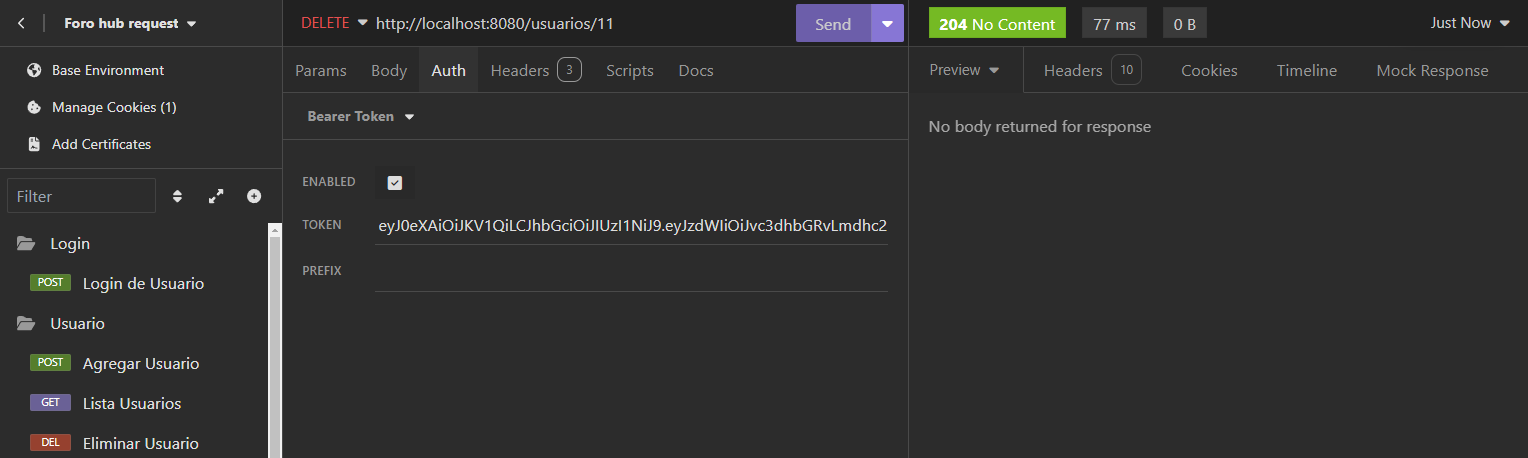 Foro hub request
Base Environment
Manage Cookies (1)
Add Certificates
Filter
Login
POST Login de Usuario
Usuario
POST Agregar Usuario
GET Lista Usuarios
DEL Eliminar Usuario
DELETE http://localhost:8080/usuarios/11 Send
Params Body Auth Headers 3 Scripts Docs
Bearer Token
ENABLED
TOKEN eyJ0eXAiOiJKV1QiLCJhbGciOiJIUzI1NiJ9.eyJzdWIiOiJvc3dhbGRvLmdhc2
PREFIX
204 No Content 77 ms 0 B Just Now
Preview Headers 10 Cookies Timeline Mock Response
No body returned for response